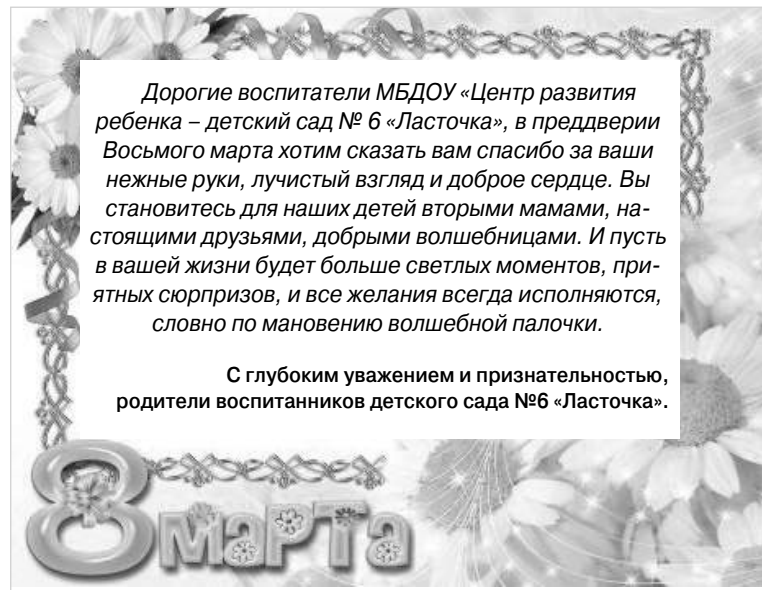 Дорогие воспитатели МБДОУ «Центр развития
ребенка – детский сад № 6 «Ласточка», в преддверии
Восьмого марта хотим сказать вам спасибо за ваши
нежные руки, лучистый взгляд и доброе сердце. Вы
становитесь для наших детей вторыми мамами, на-
стоящими друзьями, добрыми волшебницами. И пусть
в вашей жизни будет больше светлых моментов, при-
ятных сюрпризов, и все желания всегда исполняются,
словно по мановению волшебной палочки.
С глубоким уважением и признательностью,
родители воспитанников детского сада №6 «Ласточка».
8 марта